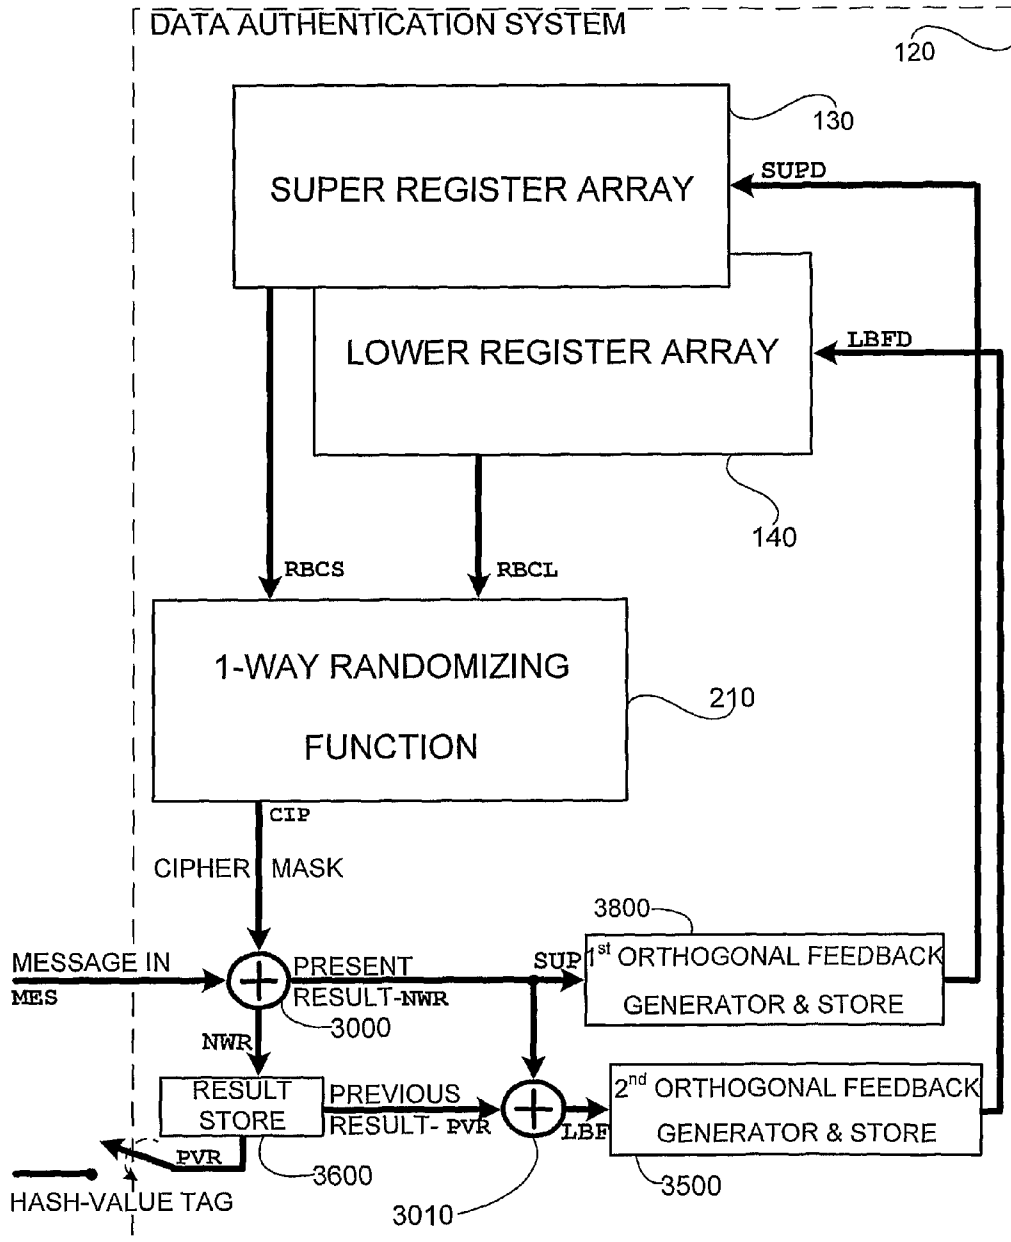 DATA AUTHENTICATION SYSTEM
120
130
SUPER REGISTER ARRAY
SUPD
LOWER REGISTER ARRAY
LBFD
140
RBCS
RBCL
1-WAY RANDOMIZING
FUNCTION
210
CIP
CIPHER MASK
3800
MESSAGE IN
MES
PRESENT
RESULT-NWR
SUP
1st ORTHOGONAL FEEDBACK
GENERATOR & STORE
3000
NWR
RESULT
STORE
PREVIOUS
RESULT- PVR
LBF
2nd ORTHOGONAL FEEDBACK
GENERATOR & STORE
PVR
3600
3010
3500
HASH-VALUE TAG